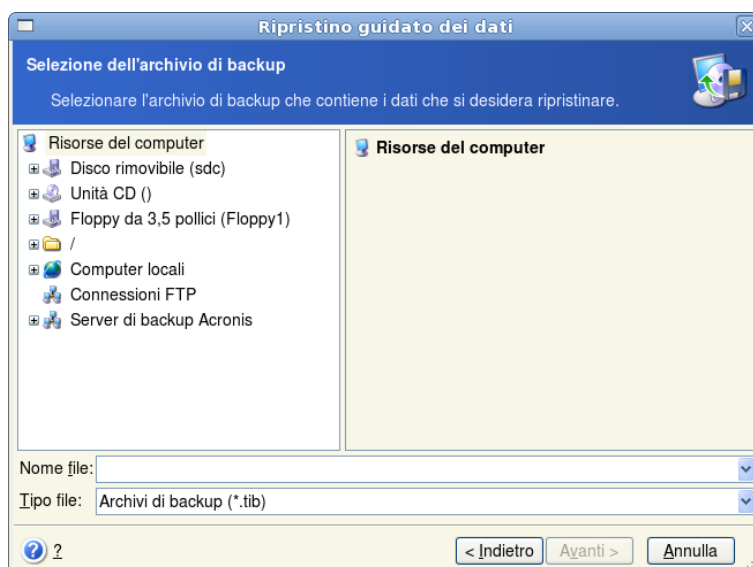 Ripristino guidato dei dati
Selezione dell'archivio di backup
Selezionare l'archivio di backup che contiene i dati che si desidera ripristinare.
Risorse del computer
Disco rimovibile (sdc)
Unità CD ()
Floppy da 3,5 pollici (Floppy1)
/
Computer locali
Connessioni FTP
Server di backup Acronis
Risorse del computer
Nome file:
Tipo file: Archivi di backup (*.tib)
? ? < Indietro Avanti > Annulla